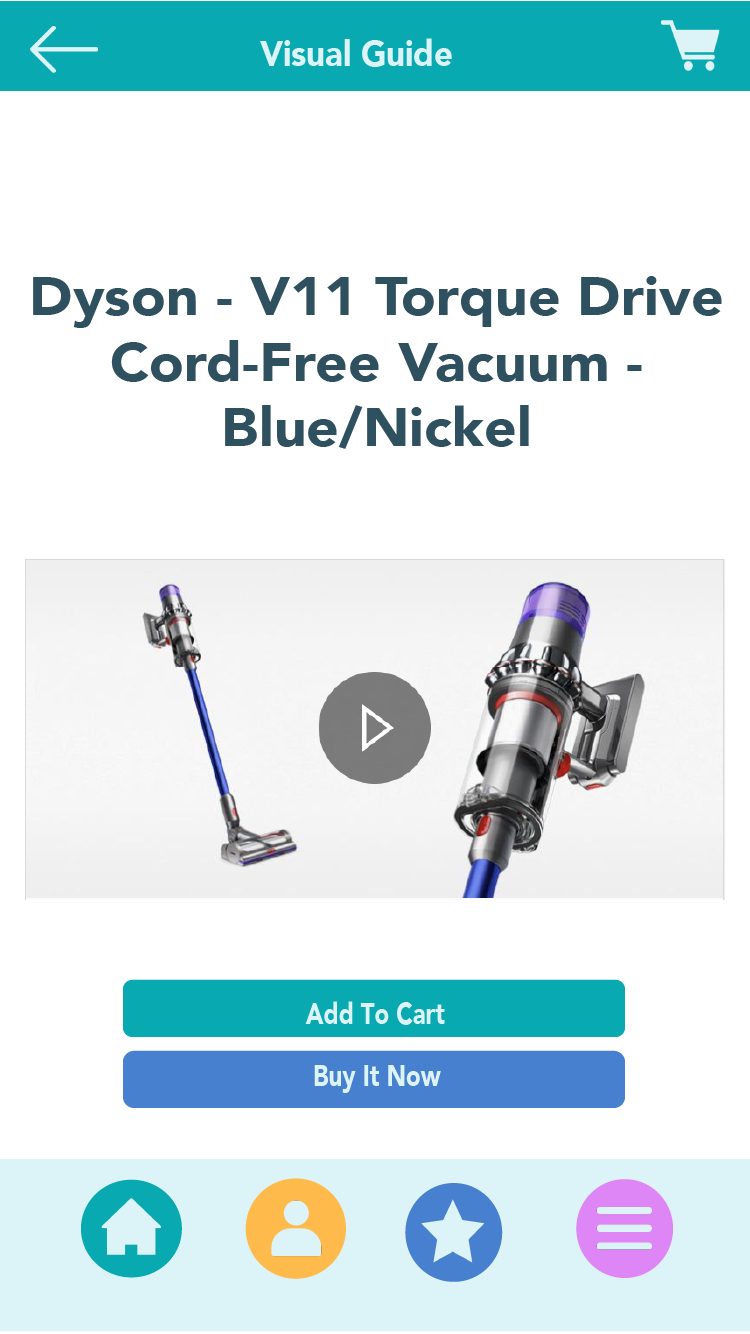 Visual Guide
Dyson - V11 Torque Drive
Cord-Free Vacuum -
Blue/Nickel
Add To Cart
Buy It Now